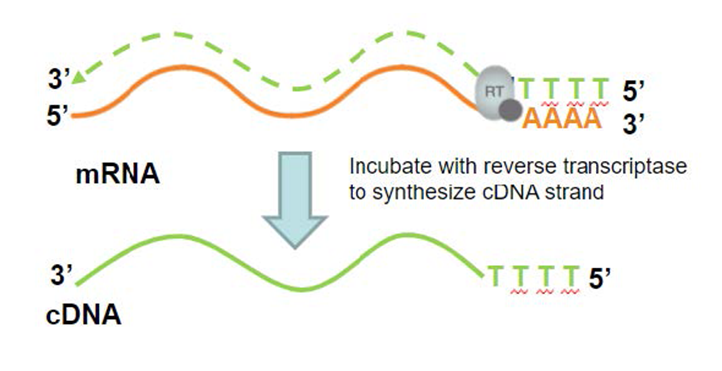 3’ RT TTTT 5’
5’ AAAA 3’
mRNA
Incubate with reverse transcriptase
to synthesize cDNA strand
3’ TTTT 5’
cDNA